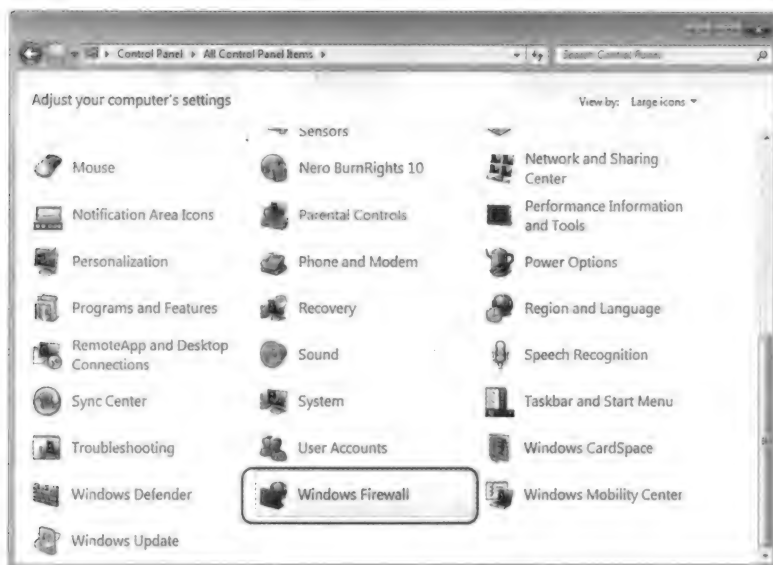 Control Panel ▸ All Control Panel Items ▸
Search Control Panel
Adjust your computer's settings
View by: Large icons
Sensors
Mouse
Nero BurnRights 10
Network and Sharing
Center
Notification Area Icons
Parental Controls
Performance Information
and Tools
Personalization
Phone and Modem
Power Options
Programs and Features
Recovery
Region and Language
RemoteApp and Desktop
Connections
Sound
Speech Recognition
Sync Center
System
Taskbar and Start Menu
Troubleshooting
User Accounts
Windows CardSpace
Windows Defender
Windows Firewall
Windows Mobility Center
Windows Update